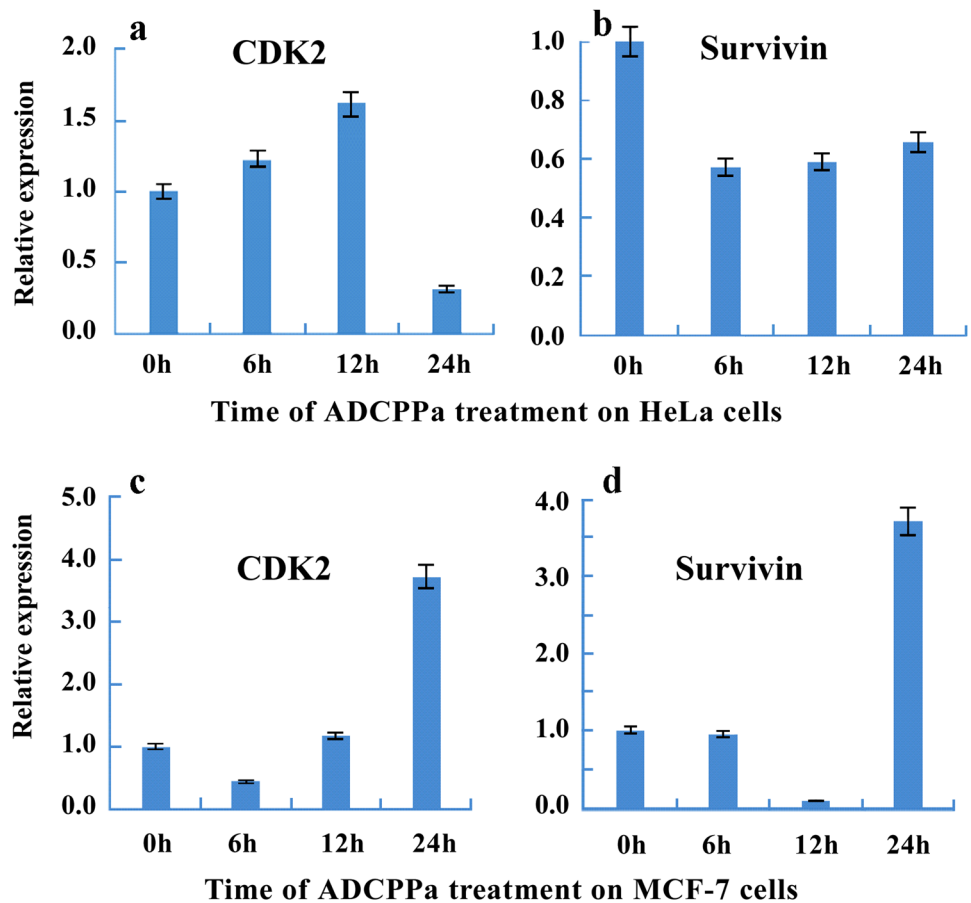 a
CDK2
Relative expression
2.0
1.5
1.0
0.5
0.0
0h 6h 12h 24h
b
Survivin
1.0
0.8
0.6
0.4
0.2
0.0
0h 6h 12h 24h
Time of ADCPPa treatment on HeLa cells
c
CDK2
Relative expression
5.0
4.0
3.0
2.0
1.0
0.0
0h 6h 12h 24h
d
Survivin
4.0
3.0
2.0
1.0
0.0
0h 6h 12h 24h
Time of ADCPPa treatment on MCF-7 cells